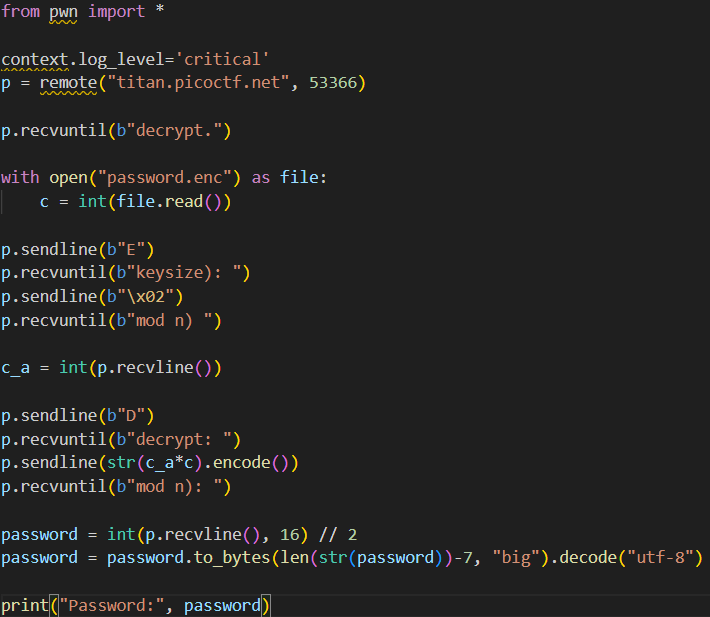 from pwn import *
context.log_level='critical'
p = remote("titan.picoctf.net", 53366)
p.recvuntil(b"decrypt.")
with open("password.enc") as file:
    c = int(file.read())
p.sendline(b"E")
p.recvuntil(b"keysize): ")
p.sendline(b"\x02")
p.recvuntil(b"mod n) ")
c_a = int(p.recvline())
p.sendline(b"D")
p.recvuntil(b"decrypt: ")
p.sendline(str(c_a*c).encode())
p.recvuntil(b"mod n): ")
password = int(p.recvline(), 16) // 2
password = password.to_bytes(len(str(password))-7, "big").decode("utf-8")
print("Password:", password)